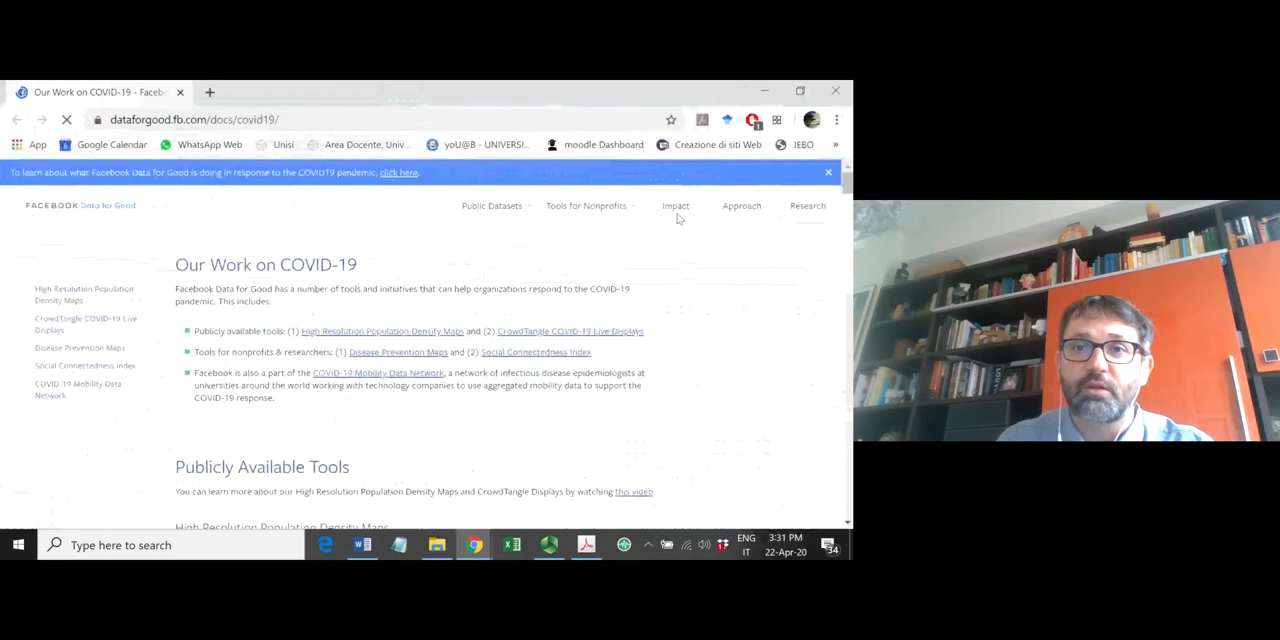 Our Work on COVID-19 - Faceb
dataforgood.fb.com/docs/covid19/
App Google Calendar WhatsApp Web Unisi Area Docente, Univ... yoU@B - UNIVERSI... moodle Dashboard Creazione di siti Web JEBO »
To learn about what Facebook Data for Good is doing in response to the COVID19 pandemic, click here.
FACEBOOK Data for Good Public Datasets Tools for Nonprofits Impact Approach Research
High Resolution Population
Density Maps
CrowdTangle COVID-19 Live
Displays
Disease Prevention Maps
Social Connectedness Index
COVID-19 Mobility Data
Network
Our Work on COVID-19
Facebook Data for Good has a number of tools and initiatives that can help organizations respond to the COVID-19
pandemic. This includes:
Publicly available tools: (1) High Resolution Population Density Maps and (2) CrowdTangle COVID-19 Live Displays
Tools for nonprofits & researchers: (1) Disease Prevention Maps and (2) Social Connectedness Index
Facebook is also a part of the COVID-19 Mobility Data Network, a network of infectious disease epidemiologists at
universities around the world working with technology companies to use aggregated mobility data to support the
COVID-19 response.
Publicly Available Tools
You can learn more about our High Resolution Population Density Maps and CrowdTangle Displays by watching this video.
High Resolution Population Density Maps
Type here to search
ENG
IT
3:31 PM
22-Apr-20
34